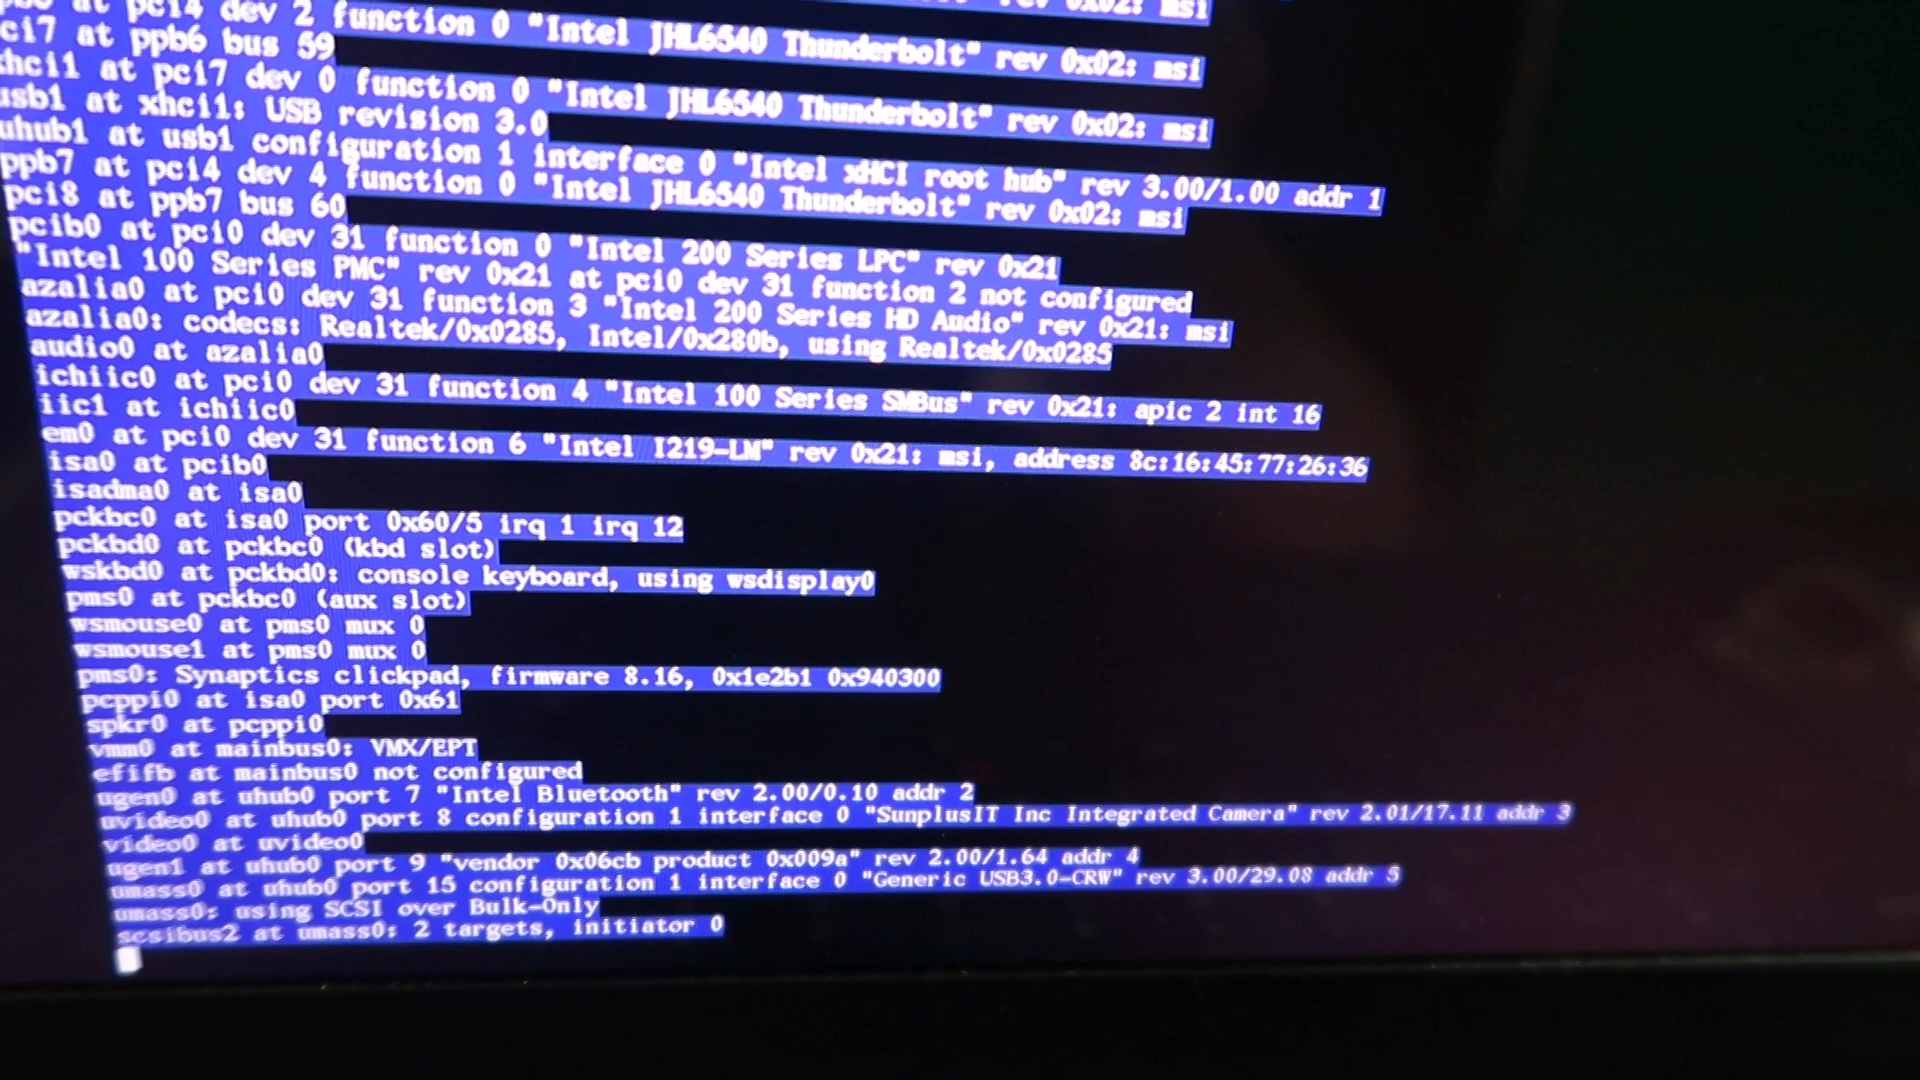 at pci4 dev 2 function 0 "Intel JHL6540 Thunderbolt" rev 0x02: msi
ci7 at ppb6 bus 59
hci1 at pci7 dev 0 function 0 "Intel JHL6540 Thunderbolt" rev 0x02: msi
usb1 at xhci1: USB revision 3.0
uhub1 at usb1 configuration 1 interface 0 "Intel xHCI root hub" rev 3.00/1.00 addr 1
ppb7 at pci4 dev 4 function 0 "Intel JHL6540 Thunderbolt" rev 0x02: msi
pci8 at ppb7 bus 60
pcib0 at pci0 dev 31 function 0 "Intel 200 Series LPC" rev 0x21
"Intel 100 Series PMC" rev 0x21 at pci0 dev 31 function 2 not configured
azalia0 at pci0 dev 31 function 3 "Intel 200 Series HD Audio" rev 0x21: msi
azalia0: codecs: Realtek/0x0285, Intel/0x280b, using Realtek/0x0285
audio0 at azalia0
ichiic0 at pci0 dev 31 function 4 "Intel 100 Series SMBus" rev 0x21: apic 2 int 16
iic1 at ichiic0
em0 at pci0 dev 31 function 6 "Intel I219-LM" rev 0x21: msi, address 8c:16:45:77:26:36
isa0 at pcib0
isadma0 at isa0
pckbc0 at isa0 port 0x60/5 irq 1 irq 12
pckbd0 at pckbc0 (kbd slot)
wskbd0 at pckbd0: console keyboard, using wsdisplay0
pms0 at pckbc0 (aux slot)
wsmouse0 at pms0 mux 0
wsmouse1 at pms0 mux 0
pms0: Synaptics clickpad, firmware 8.16, 0x1e2b1 0x940300
pcppi0 at isa0 port 0x61
spkr0 at pcppi0
vmm0 at mainbus0: VMX/EPT
efifb at mainbus0 not configured
ugen0 at uhub0 port 7 "Intel Bluetooth" rev 2.00/0.10 addr 2
uvideo0 at uhub0 port 8 configuration 1 interface 0 "SunplusIT Inc Integrated Camera" rev 2.01/17.11 addr 3
video0 at uvideo0
ugen1 at uhub0 port 9 "vendor 0x06cb product 0x009a" rev 2.00/1.64 addr 4
umass0 at uhub0 port 15 configuration 1 interface 0 "Generic USB3.0-CRW" rev 3.00/29.08 addr 5
umass0: using SCSI over Bulk-Only
scsibus2 at umass0: 2 targets, initiator 0